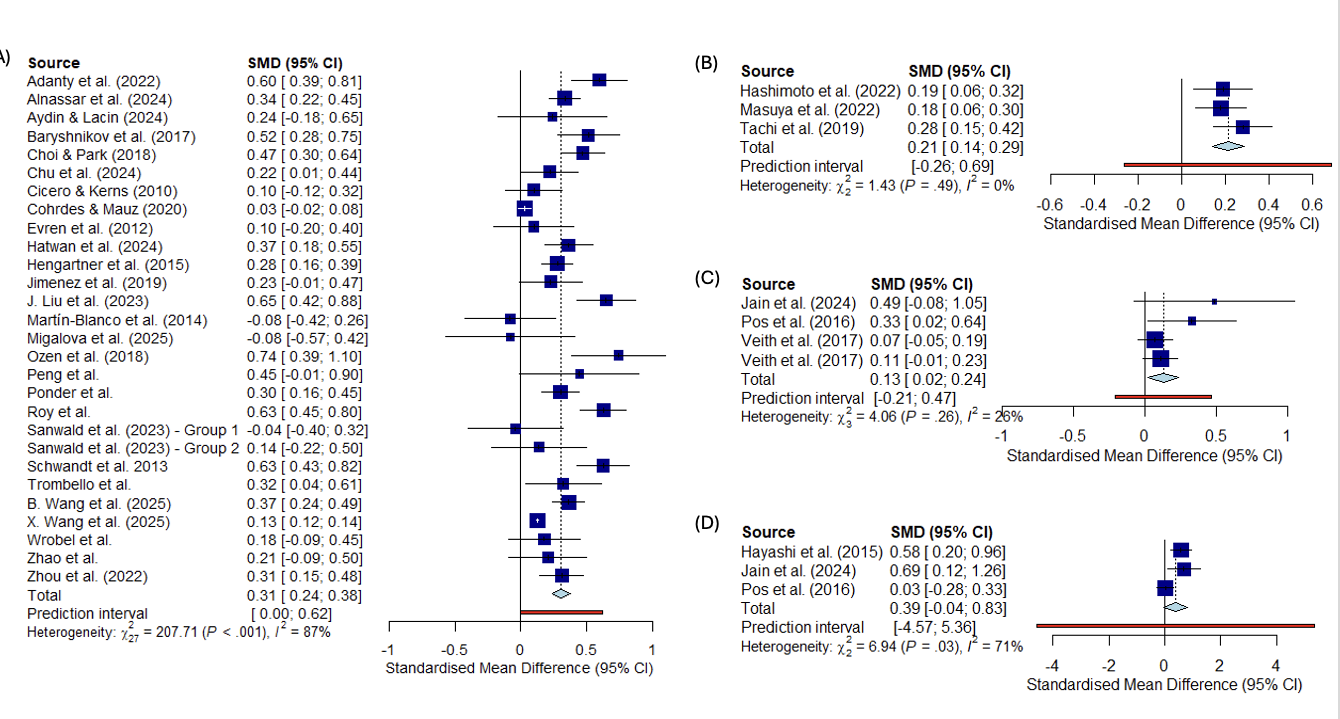 A)
Source SMD (95% CI)
Adanty et al. (2022) 0.60 [ 0.39; 0.81]
Alnassar et al. (2024) 0.34 [ 0.22; 0.45]
Aydin & Lacin (2024) 0.24 [-0.18; 0.65]
Baryshnikov et al. (2017) 0.52 [ 0.28; 0.75]
Choi & Park (2018) 0.47 [ 0.30; 0.64]
Chu et al. (2024) 0.22 [ 0.01; 0.44]
Cicero & Kerns (2010) 0.10 [-0.12; 0.32]
Cohrdes & Mauz (2020) 0.03 [-0.02; 0.08]
Evren et al. (2012) 0.10 [-0.20; 0.40]
Hatwan et al. (2024) 0.37 [ 0.18; 0.55]
Hengartner et al. (2015) 0.28 [ 0.16; 0.39]
Jimenez et al. (2019) 0.23 [-0.01; 0.47]
J. Liu et al. (2023) 0.65 [ 0.42; 0.88]
Martín-Blanco et al. (2014) -0.08 [-0.42; 0.26]
Migalova et al. (2025) -0.08 [-0.57; 0.42]
Ozen et al. (2018) 0.74 [ 0.39; 1.10]
Peng et al. 0.45 [-0.01; 0.90]
Ponder et al. 0.30 [ 0.16; 0.45]
Roy et al. 0.63 [ 0.45; 0.80]
Sanwald et al. (2023) - Group 1 -0.04 [-0.40; 0.32]
Sanwald et al. (2023) - Group 2 0.14 [-0.22; 0.50]
Schwandt et al. 2013 0.63 [ 0.43; 0.82]
Trombello et al. 0.32 [ 0.04; 0.61]
B. Wang et al. (2025) 0.37 [ 0.24; 0.49]
X. Wang et al. (2025) 0.13 [ 0.12; 0.14]
Wrobel et al. 0.18 [-0.09; 0.45]
Zhao et al. 0.21 [-0.09; 0.50]
Zhou et al. (2022) 0.31 [ 0.15; 0.48]
Total 0.31 [ 0.24; 0.38]
Prediction interval [ 0.00; 0.62]
Heterogeneity: χ²₂₇ = 207.71 (P < .001), I² = 87%
-1 -0.5 0 0.5 1
Standardised Mean Difference (95% CI)
(B)
Source SMD (95% CI)
Hashimoto et al. (2022) 0.19 [ 0.06; 0.32]
Masuya et al. (2022) 0.18 [ 0.06; 0.30]
Tachi et al. (2019) 0.28 [ 0.15; 0.42]
Total 0.21 [ 0.14; 0.29]
Prediction interval [-0.26; 0.69]
Heterogeneity: χ²₂ = 1.43 (P = .49), I² = 0%
-0.6 -0.4 -0.2 0 0.2 0.4 0.6
Standardised Mean Difference (95% CI)
(C)
Source SMD (95% CI)
Jain et al. (2024) 0.49 [-0.08; 1.05]
Pos et al. (2016) 0.33 [ 0.02; 0.64]
Veith et al. (2017) 0.07 [-0.05; 0.19]
Veith et al. (2017) 0.11 [-0.01; 0.23]
Total 0.13 [ 0.02; 0.24]
Prediction interval [-0.21; 0.47]
Heterogeneity: χ²₃ = 4.06 (P = .26), I² = 26%
-1 -0.5 0 0.5 1
Standardised Mean Difference (95% CI)
(D)
Source SMD (95% CI)
Hayashi et al. (2015) 0.58 [ 0.20; 0.96]
Jain et al. (2024) 0.69 [ 0.12; 1.26]
Pos et al. (2016) 0.03 [-0.28; 0.33]
Total 0.39 [-0.04; 0.83]
Prediction interval [-4.57; 5.36]
Heterogeneity: χ²₂ = 6.94 (P = .03), I² = 71%
-4 -2 0 2 4
Standardised Mean Difference (95% CI)